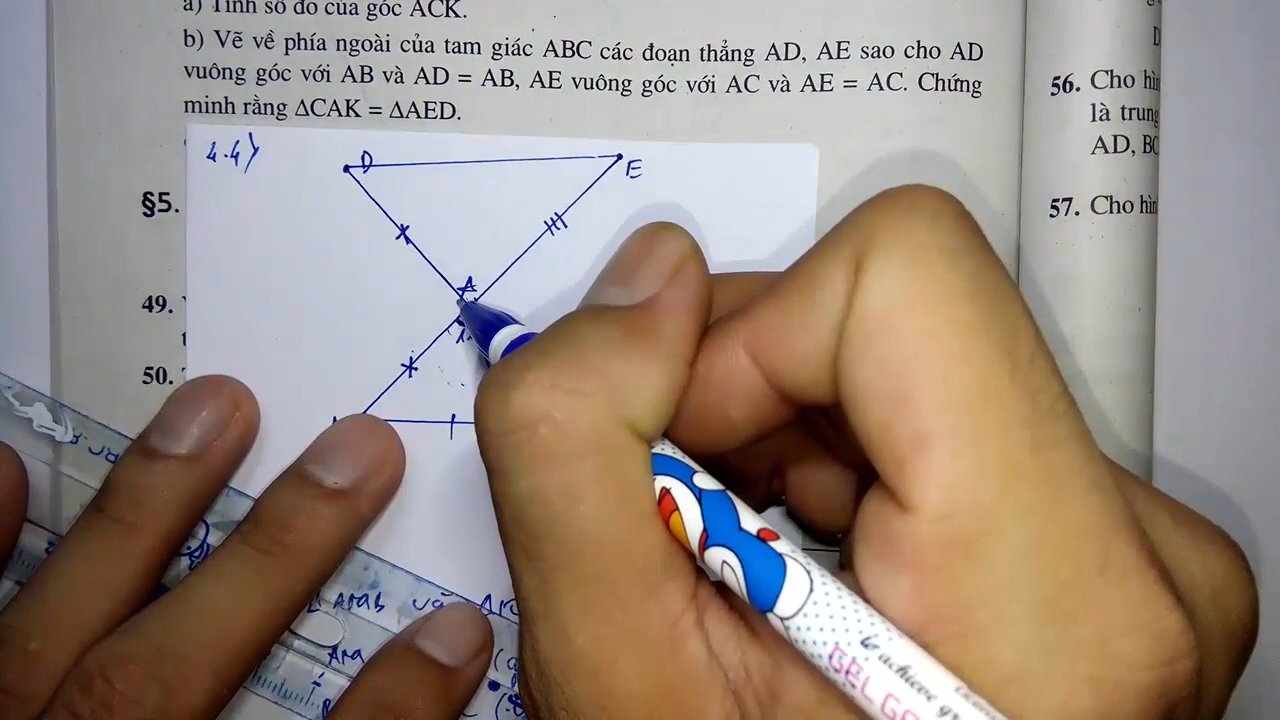 a) Tính số đo của góc ACK.
b) Vẽ về phía ngoài của tam giác ABC các đoạn thẳng AD, AE sao cho AD
vuông góc với AB và AD = AB, AE vuông góc với AC và AE = AC. Chứng
minh rằng ΔCAK = ΔAED.
4.4)
D
E
A
§5.
49.
50.
56. Cho hìn
là trung
AD, BC
57. Cho hìn
GEL
to achieve